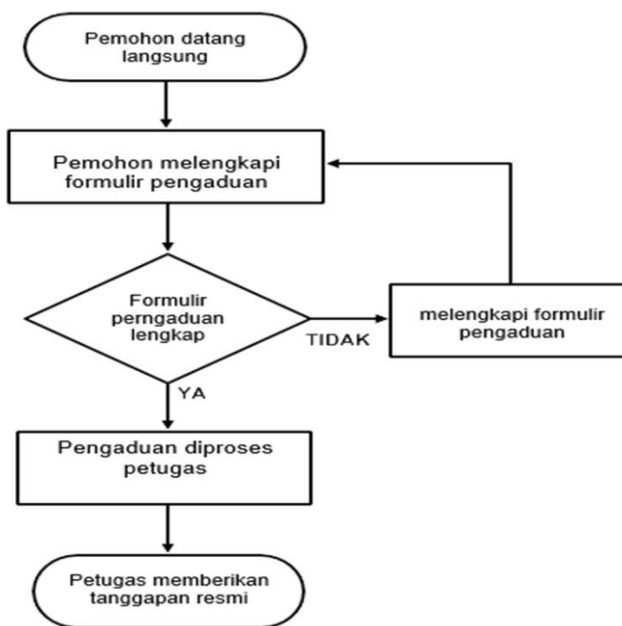 Pemohon datang
langsung
Pemohon melengkapi
formulir pengaduan
Formulir
perngaduan
lengkap
TIDAK
melengkapi formulir
pengaduan
YA
Pengaduan diproses
petugas
Petugas memberikan
tanggapan resmi